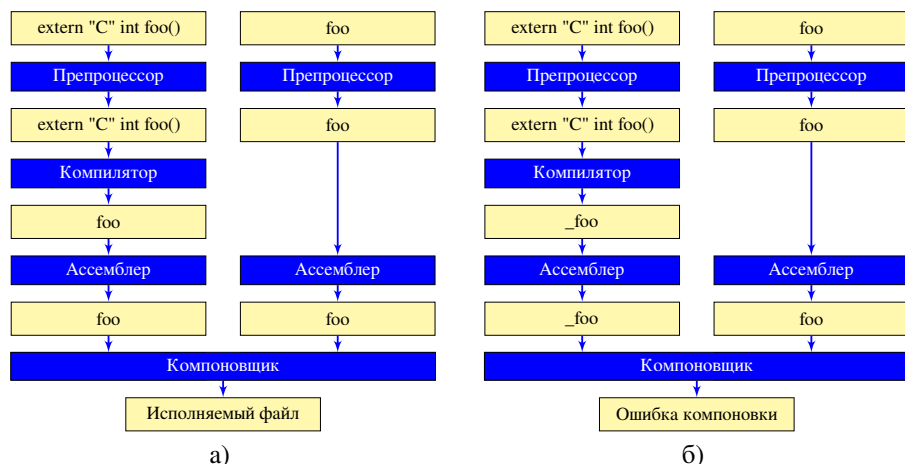 extern "C" int foo()
foo
extern "C" int foo()
foo
Препроцессор
Препроцессор
Препроцессор
Препроцессор
extern "C" int foo()
foo
extern "C" int foo()
foo
Компилятор
Компилятор
foo
_foo
Ассемблер
Ассемблер
Ассемблер
Ассемблер
foo
foo
_foo
foo
Компоновщик
Компоновщик
Исполняемый файл
Ошибка компоновки
а)
б)